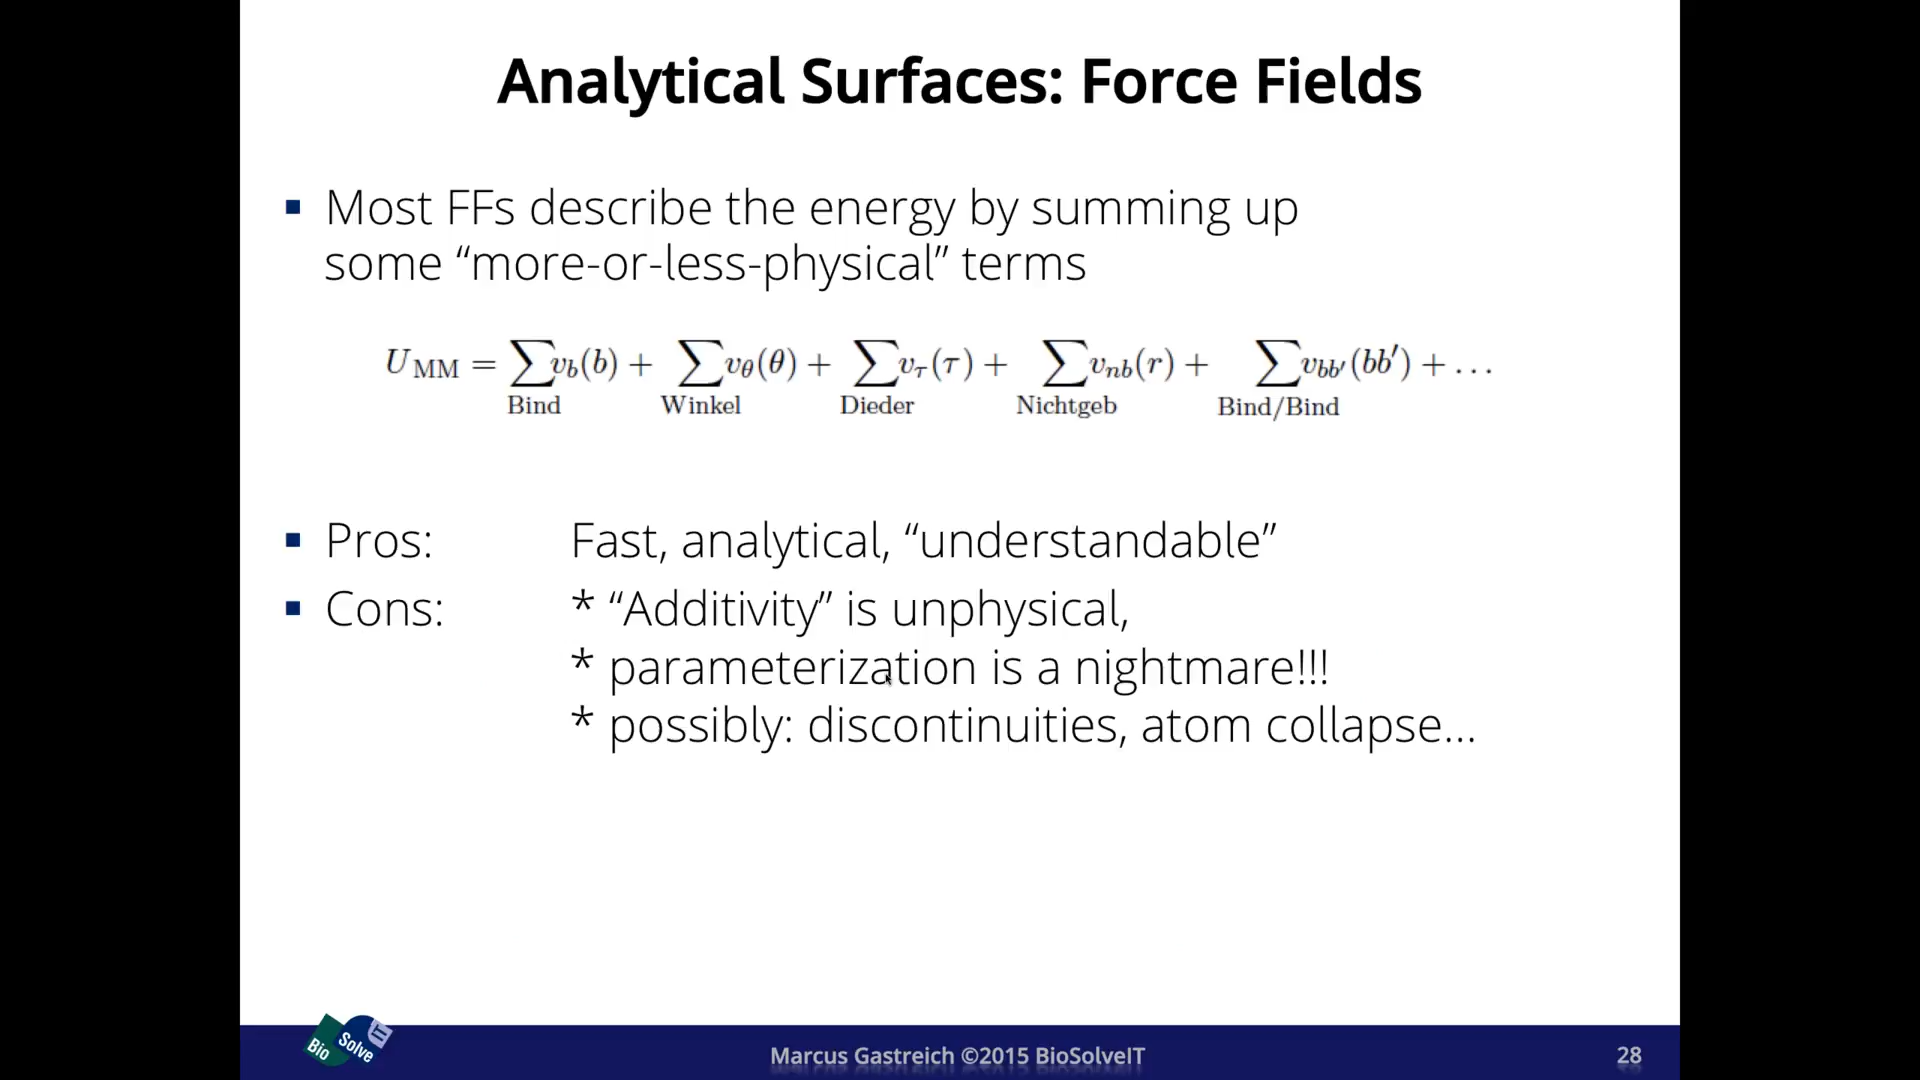 Analytical Surfaces: Force Fields
▪ Most FFs describe the energy by summing up
some “more-or-less-physical” terms
U_MM = ∑v_b(b) + ∑v_θ(θ) + ∑v_τ(τ) + ∑v_nb(r) + ∑v_bb′(bb′) + ...
Bind Winkel Dieder Nichtgeb Bind/Bind
▪ Pros: Fast, analytical, “understandable”
▪ Cons: * “Additivity” is unphysical,
* parameterization is a nightmare!!!
* possibly: discontinuities, atom collapse...
Bio Solve IT
Marcus Gastreich ©2015 BioSolveIT
28